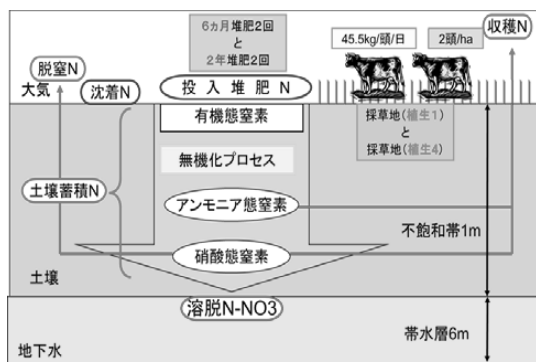 6ヵ月堆肥2回
と
2年堆肥2回
45.5kg/頭/日
2頭/ha
収穫N
脱窒N
大気
沈着N
投入堆肥N
有機態窒素
採草地(植生1)
と
採草地(植生4)
無機化プロセス
土壌蓄積N
アンモニア態窒素
不飽和帯1m
硝酸態窒素
土壌
溶脱N-NO3
帯水層6m
地下水